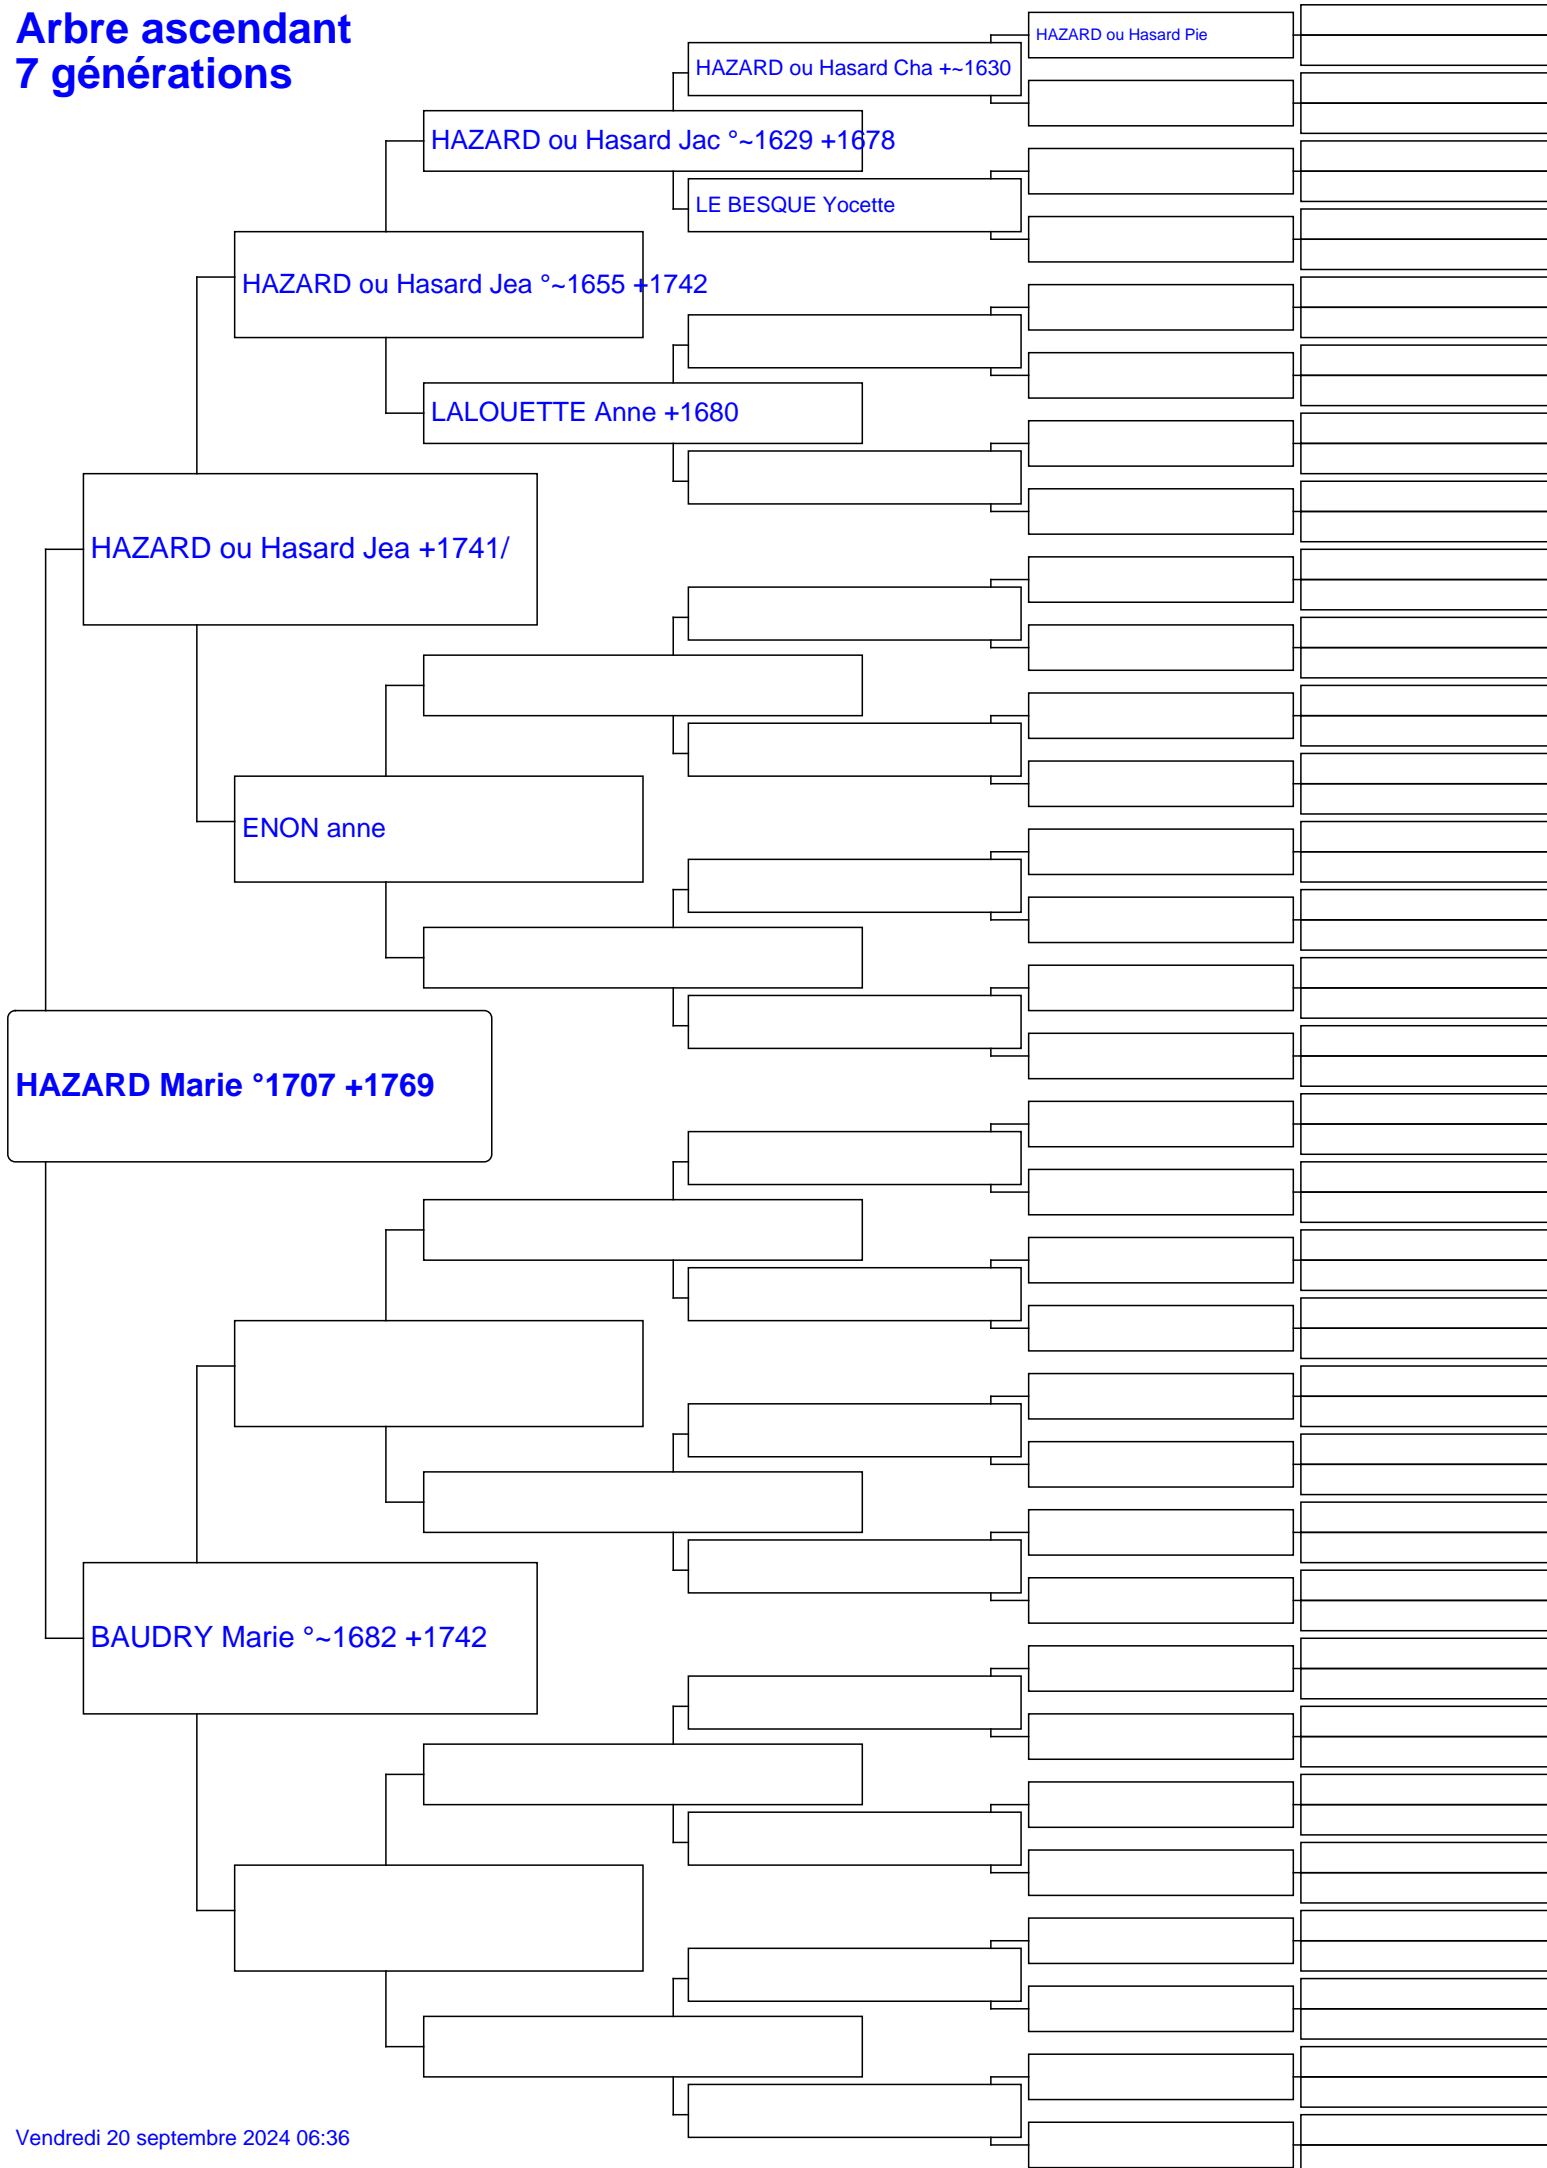 Arbre ascendant
7 générations
HAZARD ou Hasard Pie
HAZARD ou Hasard Cha +~1630
HAZARD ou Hasard Jac °~1629 +1678
LE BESQUE Yocette
HAZARD ou Hasard Jea °~1655 +1742
LALOUETTE Anne +1680
HAZARD ou Hasard Jea +1741/
ENON anne
HAZARD Marie °1707 +1769
BAUDRY Marie °~1682 +1742
Vendredi 20 septembre 2024 06:36